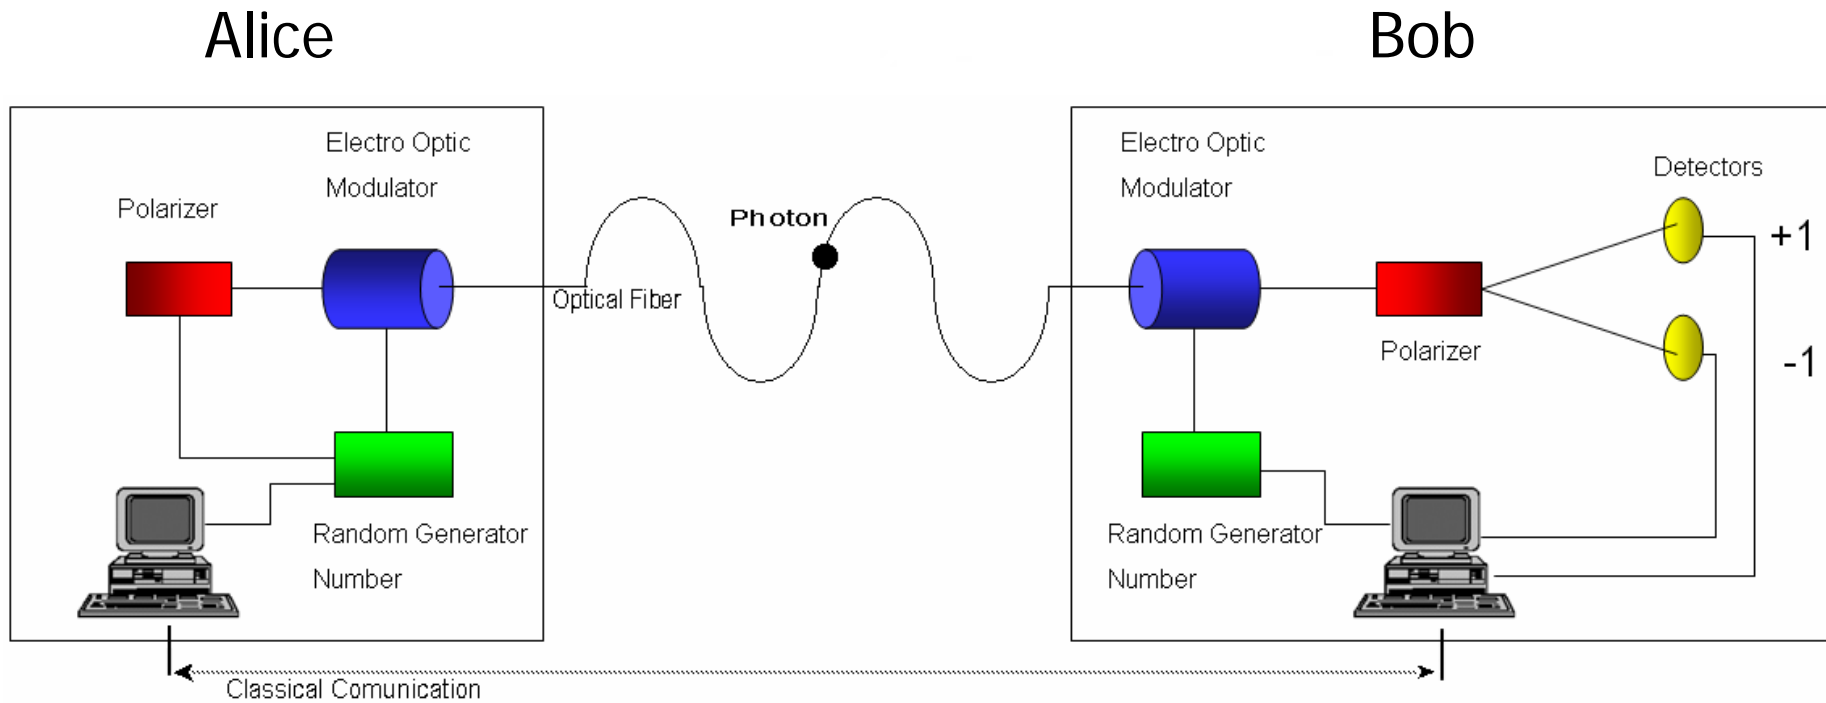 Alice
Bob
Electro Optic
Modulator
Polarizer
Optical Fiber
Photon
Random Generator
Number
Electro Optic
Modulator
Detectors
+1
-1
Polarizer
Random Generator
Number
Classical Comunication